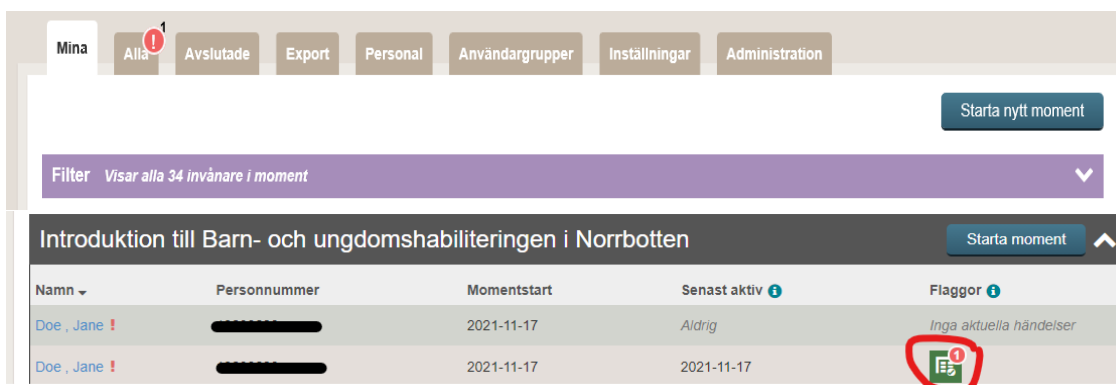 1
Mina Alla ! Avslutade Export Personal Användargrupper Inställningar Administration
Starta nytt moment
Filter Visar alla 34 invånare i moment
Introduktion till Barn- och ungdomshabiliteringen i Norrbotten Starta moment
Namn Personnummer Momentstart Senast aktiv i Flaggor i
Doe , Jane ! 2021-11-17 Aldrig Inga aktuella händelser
Doe , Jane ! 2021-11-17 2021-11-17 1